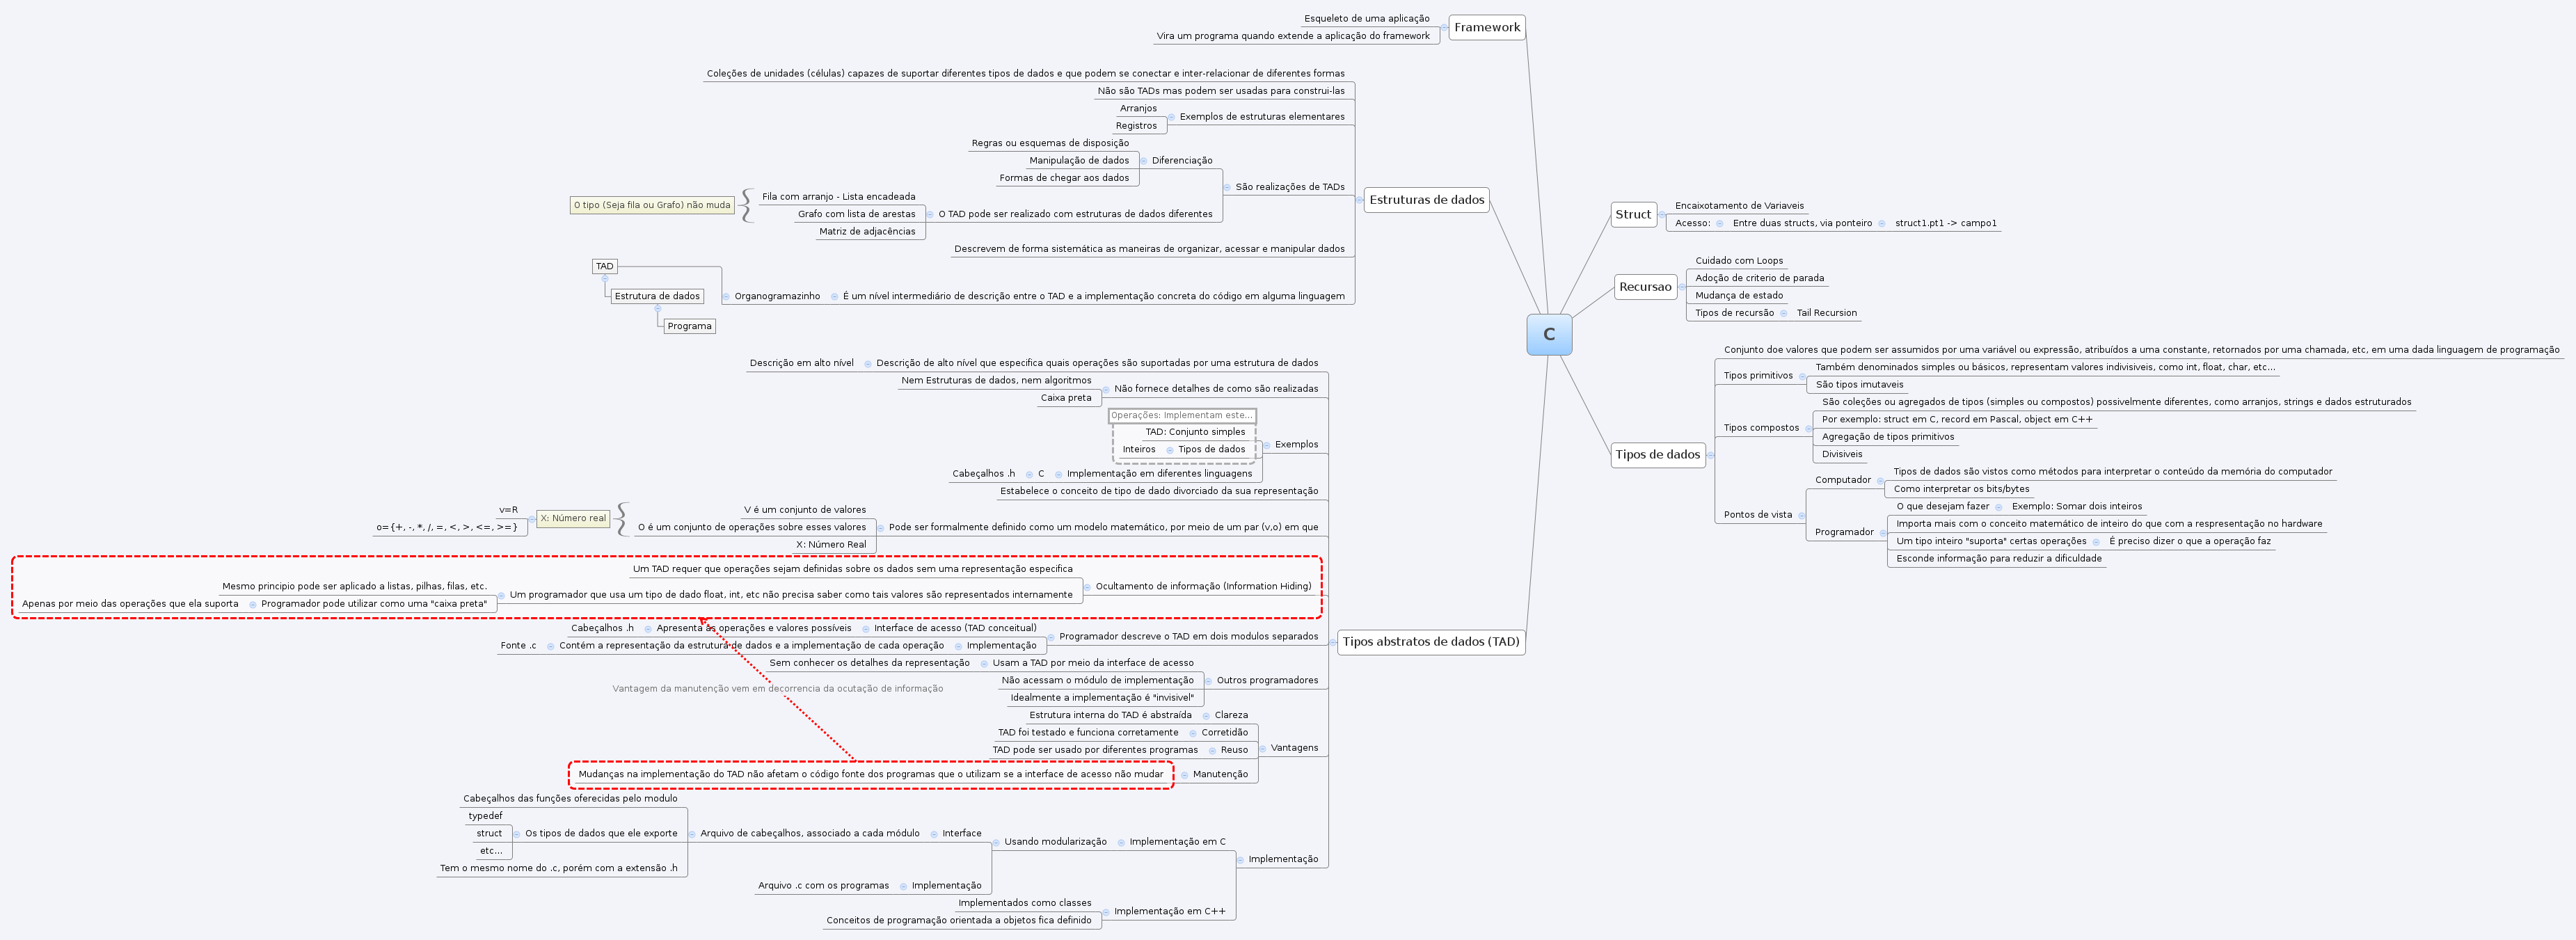 Framework
Esqueleto de uma aplicação
Vira um programa quando extende a aplicação do framework
Estruturas de dados
Coleções de unidades (células) capazes de suportar diferentes tipos de dados e que podem se conectar e inter-relacionar de diferentes formas
Não são TADs mas podem ser usadas para construi-las
Exemplos de estruturas elementares
Arranjos
Registros
São realizações de TADs
Diferenciação
Regras ou esquemas de disposição
Manipulação de dados
Formas de chegar aos dados
O TAD pode ser realizado com estruturas de dados diferentes
Fila com arranjo - Lista encadeada
Grafo com lista de arestas
Matriz de adjacências
O tipo (Seja fila ou Grafo) não muda
Descrevem de forma sistemática as maneiras de organizar, acessar e manipular dados
É um nível intermediário de descrição entre o TAD e a implementação concreta do código em alguma linguagem
Organogramazinho
TAD
Estrutura de dados
Programa
C
Struct
Encaixotamento de Variaveis
Acesso:
Entre duas structs, via ponteiro
struct1.pt1 -> campo1
Recursao
Cuidado com Loops
Adoção de criterio de parada
Mudança de estado
Tipos de recursão
Tail Recursion
Tipos de dados
Conjunto doe valores que podem ser assumidos por uma variável ou expressão, atribuídos a uma constante, retornados por uma chamada, etc, em uma dada linguagem de programação
Tipos primitivos
Também denominados simples ou básicos, representam valores indivisiveis, como int, float, char, etc...
São tipos imutaveis
Tipos compostos
São coleções ou agregados de tipos (simples ou compostos) possivelmente diferentes, como arranjos, strings e dados estruturados
Por exemplo: struct em C, record em Pascal, object em C++
Agregação de tipos primitivos
Divisiveis
Pontos de vista
Computador
Tipos de dados são vistos como métodos para interpretar o conteúdo da memória do computador
Como interpretar os bits/bytes
Programador
O que desejam fazer
Exemplo: Somar dois inteiros
Importa mais com o conceito matemático de inteiro do que com a respresentação no hardware
Um tipo inteiro "suporta" certas operações
É preciso dizer o que a operação faz
Esconde informação para reduzir a dificuldade
Tipos abstratos de dados (TAD)
Descrição de alto nível que especifica quais operações são suportadas por uma estrutura de dados
Descrição em alto nível
Não fornece detalhes de como são realizadas
Nem Estruturas de dados, nem algoritmos
Caixa preta
Exemplos
Operações: Implementam este...
TAD: Conjunto simples
Tipos de dados
Inteiros
Implementação em diferentes linguagens
C
Cabeçalhos .h
Estabelece o conceito de tipo de dado divorciado da sua representação
Pode ser formalmente definido como um modelo matemático, por meio de um par (v,o) em que
V é um conjunto de valores
O é um conjunto de operações sobre esses valores
X: Número Real
X: Número real
v=R
o={+, -, *, /, =, <, >, <=, >=}
Ocultamento de informação (Information Hiding)
Um TAD requer que operações sejam definidas sobre os dados sem uma representação especifica
Um programador que usa um tipo de dado float, int, etc não precisa saber como tais valores são representados internamente
Mesmo principio pode ser aplicado a listas, pilhas, filas, etc.
Programador pode utilizar como uma "caixa preta"
Apenas por meio das operações que ela suporta
Programador descreve o TAD em dois modulos separados
Interface de acesso (TAD conceitual)
Apresenta as operações e valores possíveis
Cabeçalhos .h
Implementação
Contém a representação da estrutura de dados e a implementação de cada operação
Fonte .c
Outros programadores
Usam a TAD por meio da interface de acesso
Sem conhecer os detalhes da representação
Não acessam o módulo de implementação
Idealmente a implementação é "invisivel"
Vantagem da manutenção vem em decorrencia da ocutação de informação
Vantagens
Clareza
Estrutura interna do TAD é abstraída
Corretidão
TAD foi testado e funciona corretamente
Reuso
TAD pode ser usado por diferentes programas
Manutenção
Mudanças na implementação do TAD não afetam o código fonte dos programas que o utilizam se a interface de acesso não mudar
Implementação
Implementação em C
Usando modularização
Interface
Arquivo de cabeçalhos, associado a cada módulo
Cabeçalhos das funções oferecidas pelo modulo
Os tipos de dados que ele exporte
typedef
struct
etc...
Tem o mesmo nome do .c, porém com a extensão .h
Implementação
Arquivo .c com os programas
Implementação em C++
Implementados como classes
Conceitos de programação orientada a objetos fica definido